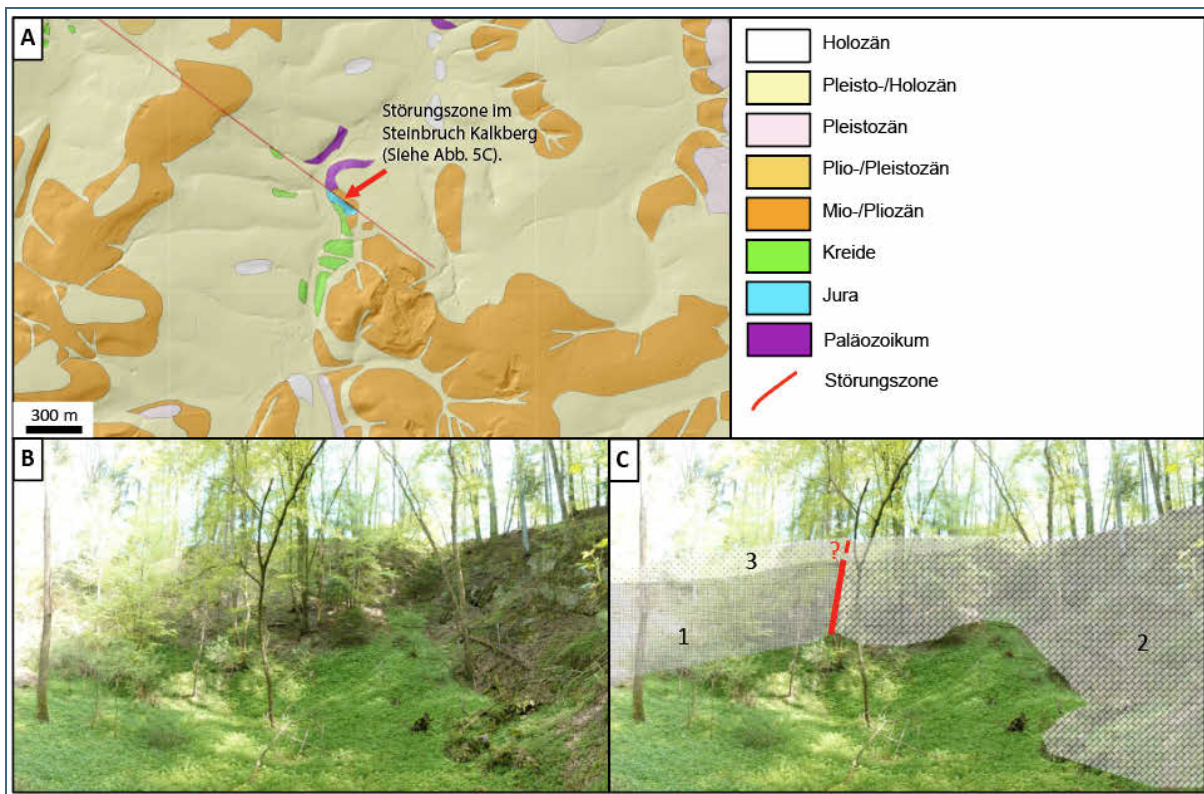 A
Störungszone im
Steinbruch Kalkberg
(Siehe Abb. 5C).
300 m
Holozän
Pleisto-/Holozän
Pleistozän
Plio-/Pleistozän
Mio-/Pliozän
Kreide
Jura
Paläozoikum
Störungszone
B
C
?
3
1
2